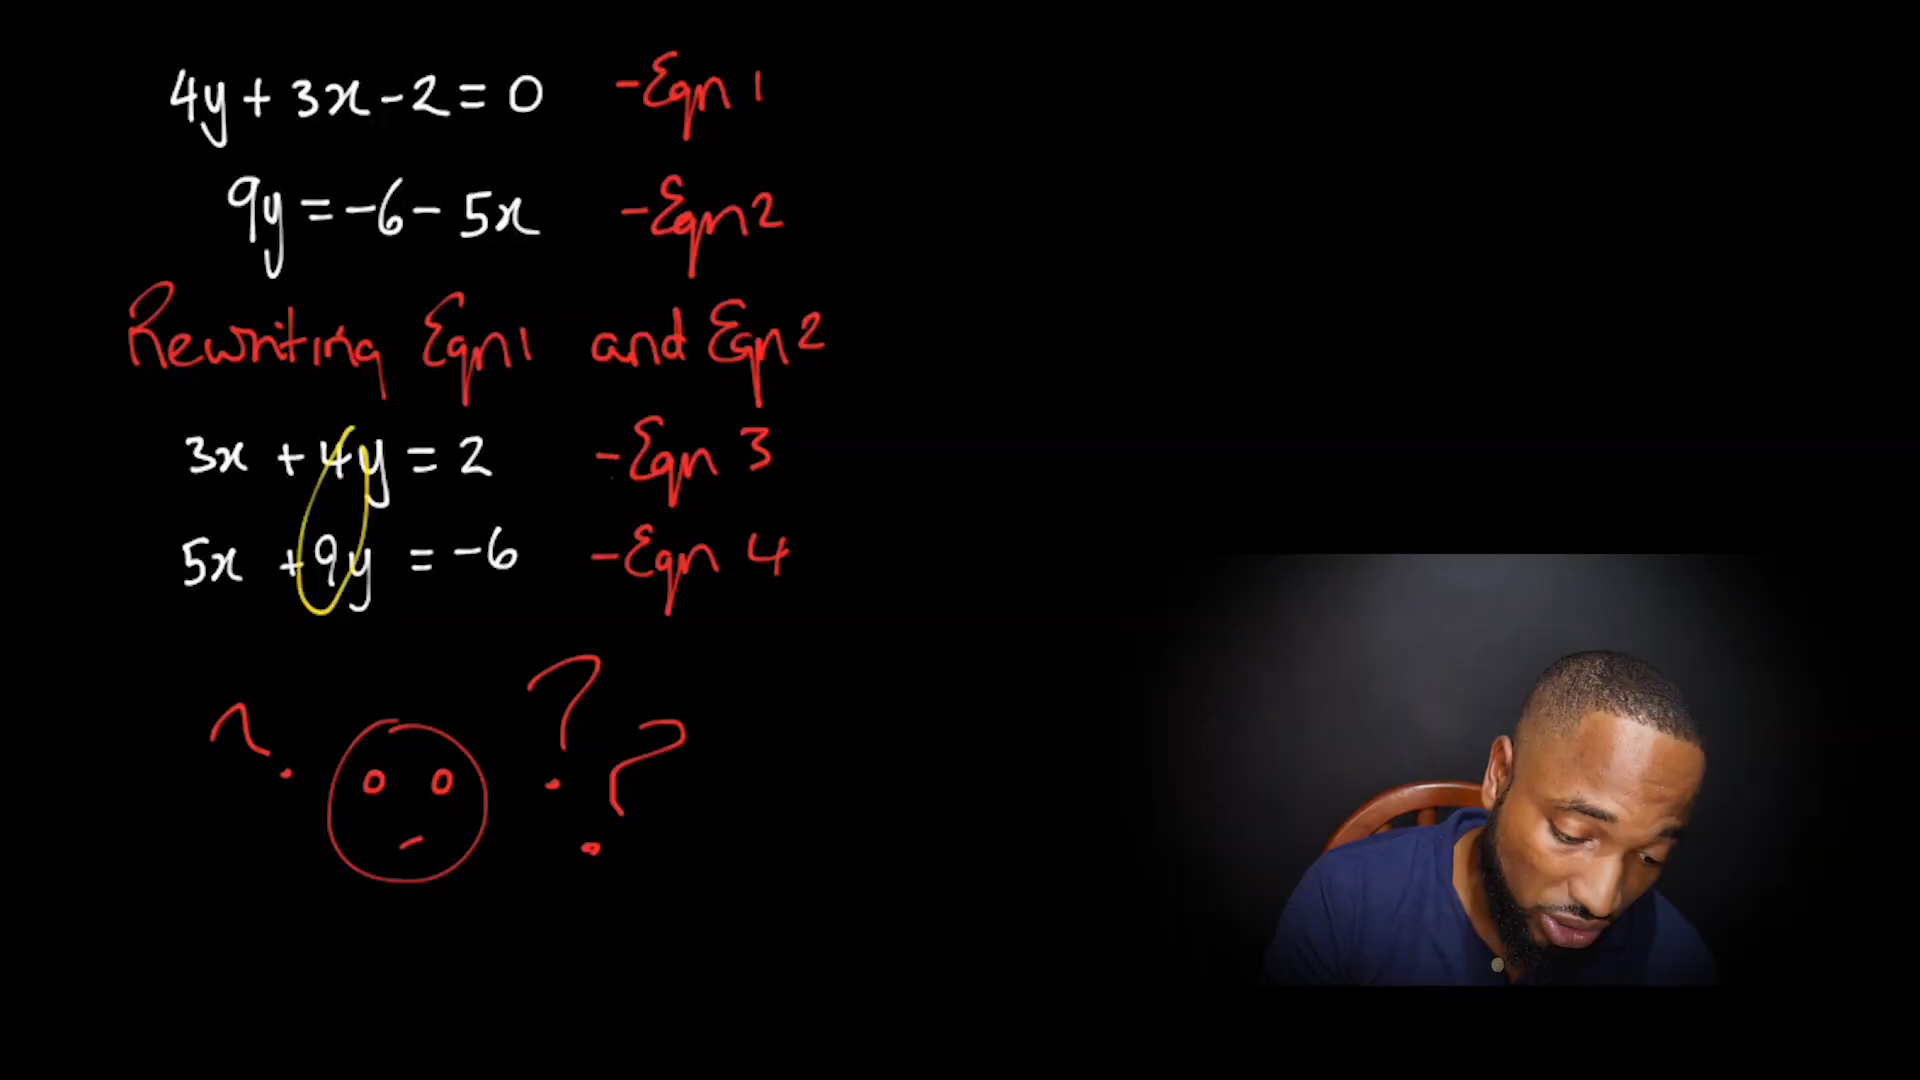 4y + 3x - 2 = 0 - Eqn 1
9y = -6 - 5x - Eqn 2
Rewriting Eqn 1 and Eqn 2
3x + 4y = 2 - Eqn 3
5x + 9y = -6 - Eqn 4
? ? ?